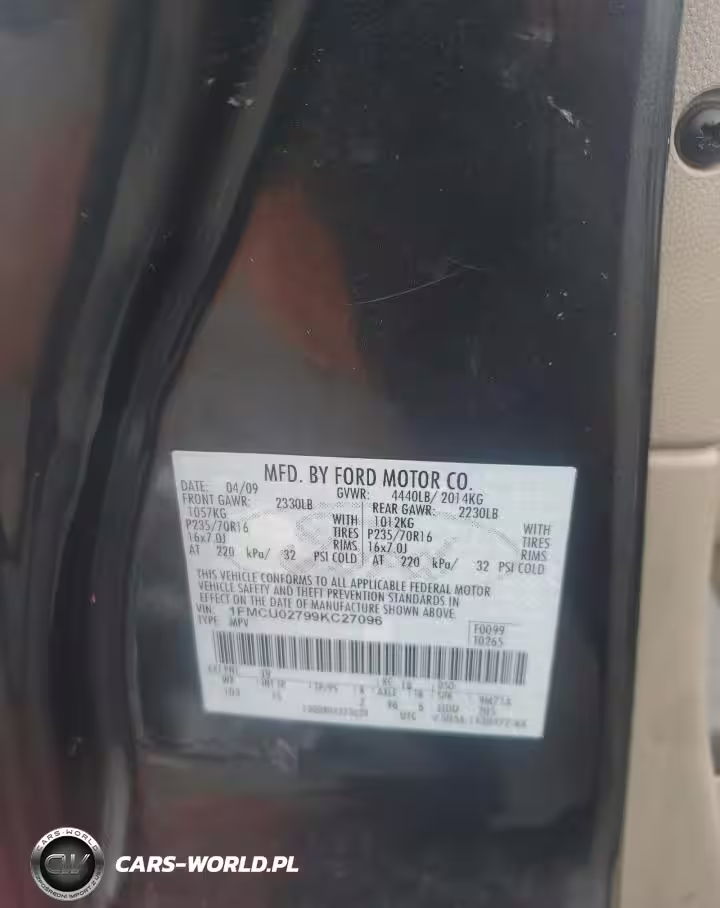 MFD. BY FORD MOTOR CO.
DATE: 04/09 GVWR: 4440LB/ 2014KG
FRONT GAWR: 2330LB REAR GAWR: 2230LB
1057KG WITH 1012KG WITH
P235/70R16 TIRES P235/70R16 TIRES
16x7.0J RIMS 16x7.0J RIMS
AT 220 kPa/ 32 PSI COLD AT 220 kPa/ 32 PSI COLD
THIS VEHICLE CONFORMS TO ALL APPLICABLE FEDERAL MOTOR
VEHICLE SAFETY AND THEFT PREVENTION STANDARDS IN
EFFECT ON THE DATE OF MANUFACTURE SHOWN ABOVE
VIN: 1FMCU02799KC27096
TYPE: MPV
F0099
T0265
CARS-WORLD
CW
CARS-WORLD.PL